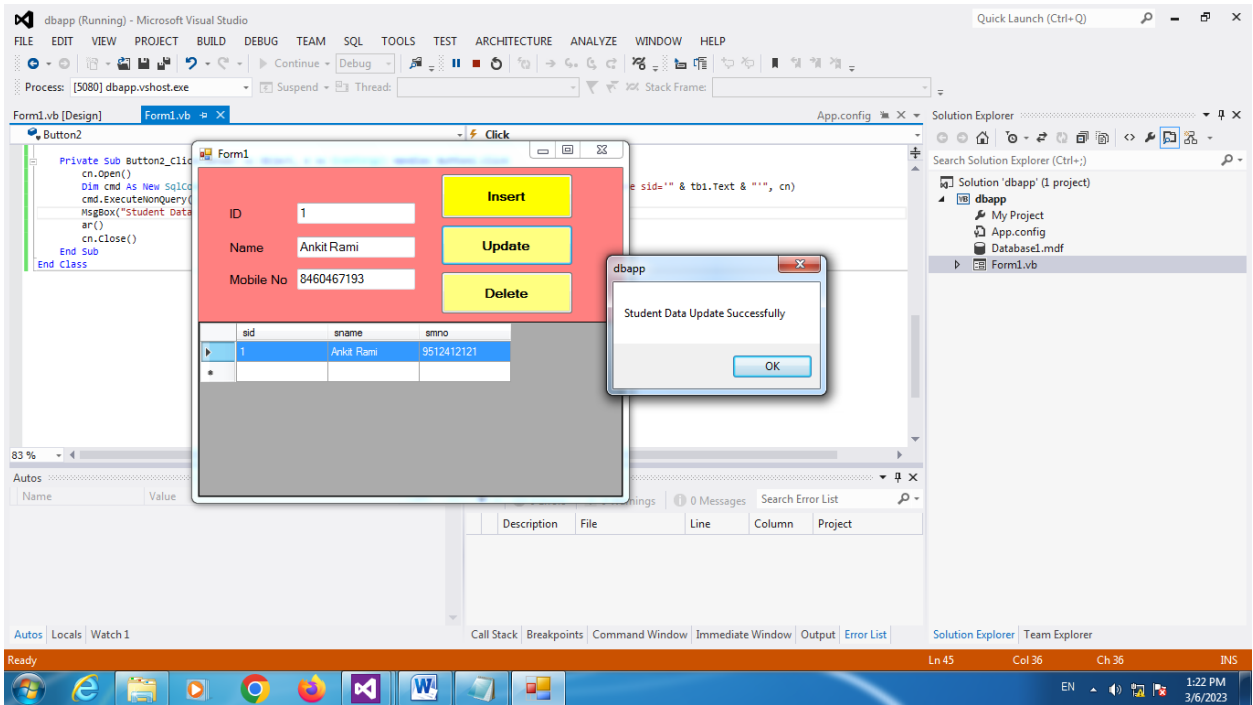 dbapp (Running) - Microsoft Visual Studio
Quick Launch (Ctrl+Q)
FILE EDIT VIEW PROJECT BUILD DEBUG TEAM SQL TOOLS TEST ARCHITECTURE ANALYZE WINDOW HELP
Continue Debug
Process: [5080] dbapp.vshost.exe Suspend Thread: Stack Frame:
Form1.vb [Design] Form1.vb App.config
Button2 Click
Private Sub Button2_Clic
cn.Open()
Dim cmd As New SqlCo
e sid='" & tb1.Text & "'", cn)
cmd.ExecuteNonQuery(
MsgBox("Student Data
ar()
cn.Close()
End Sub
End Class
83 %
Form1
ID 1 Insert
Name Ankit Rami Update
Mobile No 8460467193 Delete
sid sname smno
1 Ankit Rami 9512412121
dbapp
Student Data Update Successfully
OK
Solution Explorer
Search Solution Explorer (Ctrl+;)
Solution 'dbapp' (1 project)
VB dbapp
My Project
App.config
Database1.mdf
Form1.vb
Autos
Name Value
0 Messages Search Error List
Description File Line Column Project
Autos Locals Watch 1
Call Stack Breakpoints Command Window Immediate Window Output Error List
Solution Explorer Team Explorer
Ready Ln 45 Col 36 Ch 36 INS
EN 1:22 PM
3/6/2023